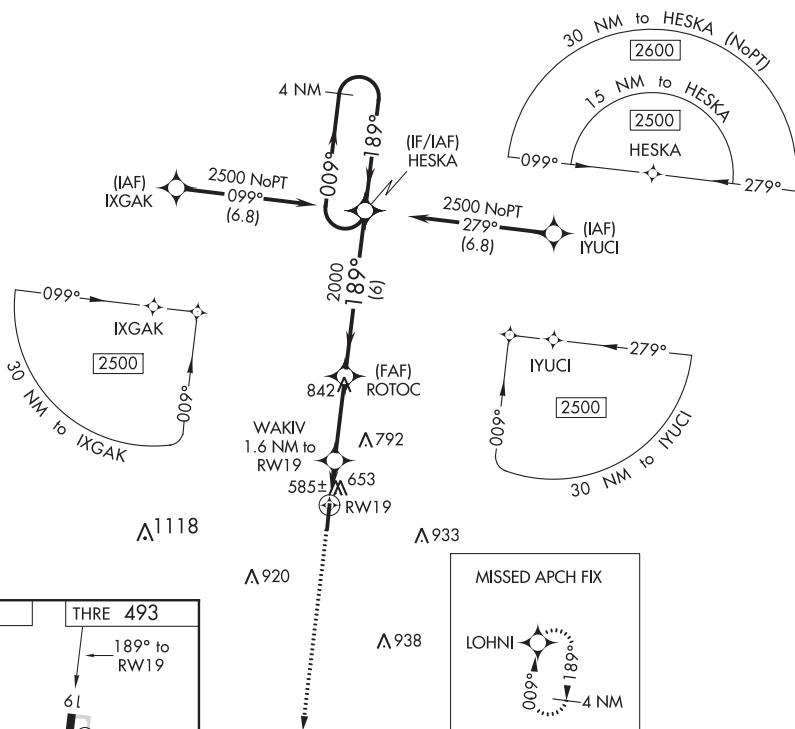 30 NM to HESKA (NoPT)
2600
15 NM to HESKA
2500
HESKA
099°
279°
4 NM
009°
189°
(IF/IAF)
HESKA
(IAF)
IXGAK
2500 NoPT
099°
(6.8)
2500 NoPT
279°
(6.8)
(IAF)
IYUCI
2000
189°
(6)
099°
IXGAK
2500
009°
30 NM to IXGAK
IYUCI
279°
2500
009°
30 NM to IYUCI
(FAF)
ROTOC
842
WAKIV
1.6 NM to
RW19
792
585±
653
RW19
1118
933
920
938
MISSED APCH FIX
LOHNI
009°
189°
4 NM
THRE 493
189° to
RW19
19